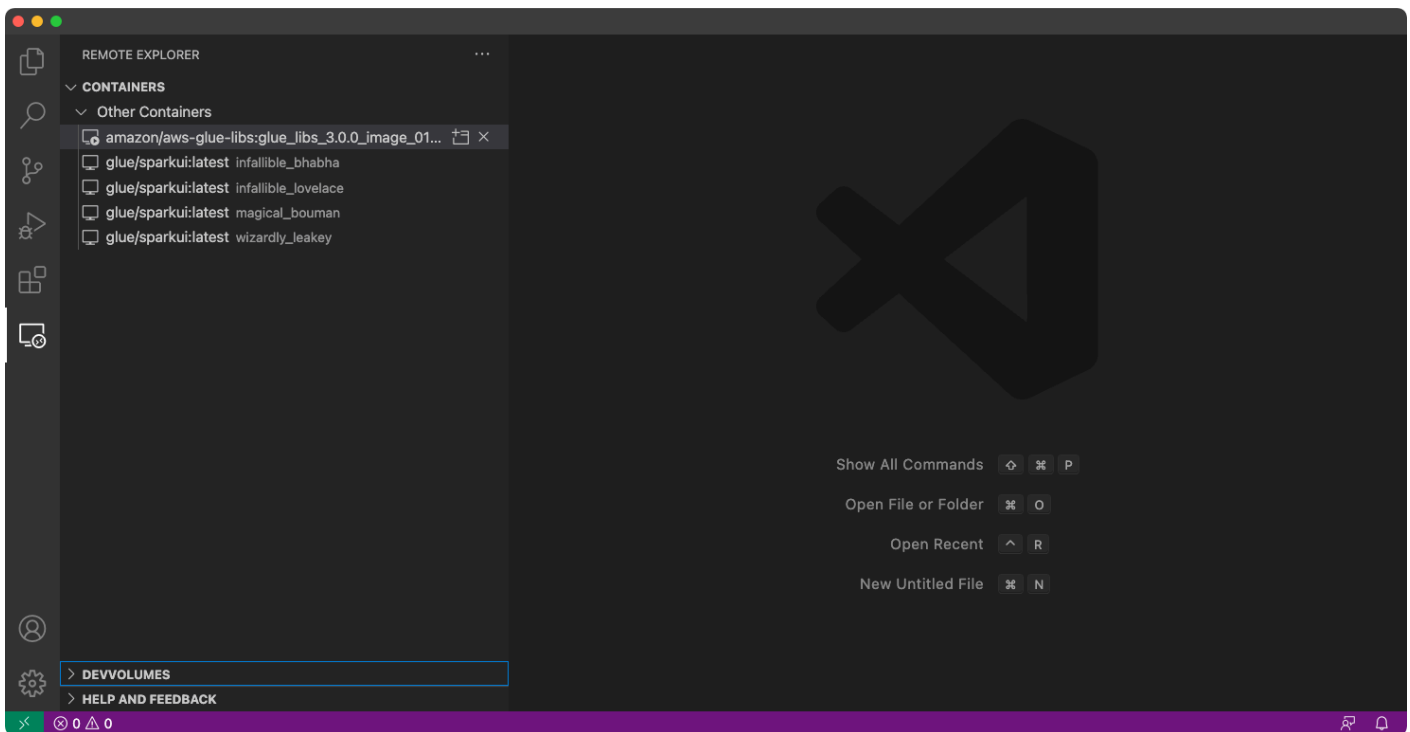 REMOTE EXPLORER
CONTAINERS
Other Containers
amazon/aws-glue-libs:glue_libs_3.0.0_image_01...
glue/sparkui:latest infallible_bhabha
glue/sparkui:latest infallible_lovelace
glue/sparkui:latest magical_bouman
glue/sparkui:latest wizardly_leakey
Show All Commands ⇧ ⌘ P
Open File or Folder ⌘ O
Open Recent ^ R
New Untitled File ⌘ N
DEVVOLUMES
HELP AND FEEDBACK
0 0